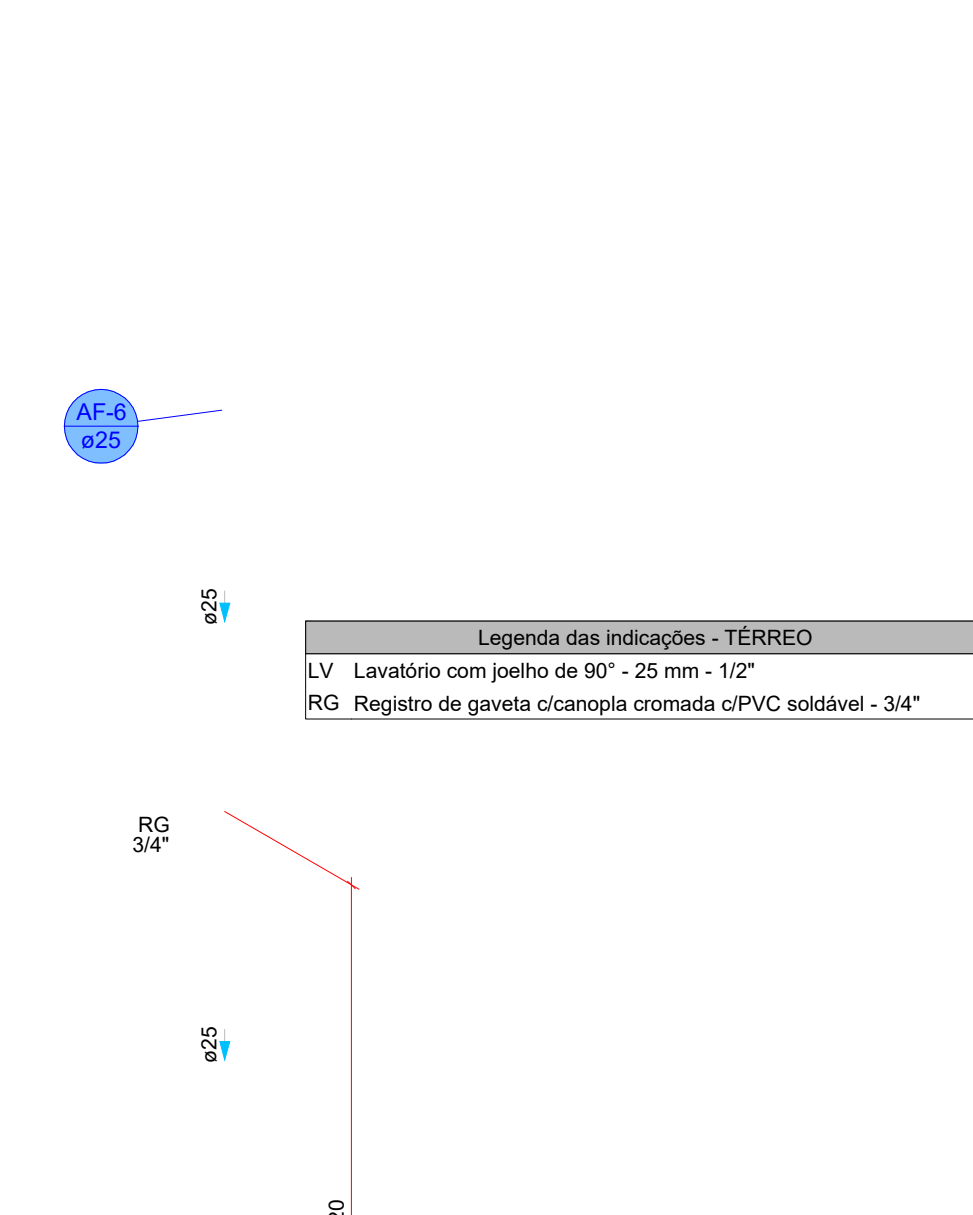 AF-6
ø25
ø25
Legenda das indicações - TÉRREO
LV Lavatório com joelho de 90° - 25 mm - 1/2"
RG Registro de gaveta c/canopla cromada c/PVC soldável - 3/4"
RG
3/4"
ø25